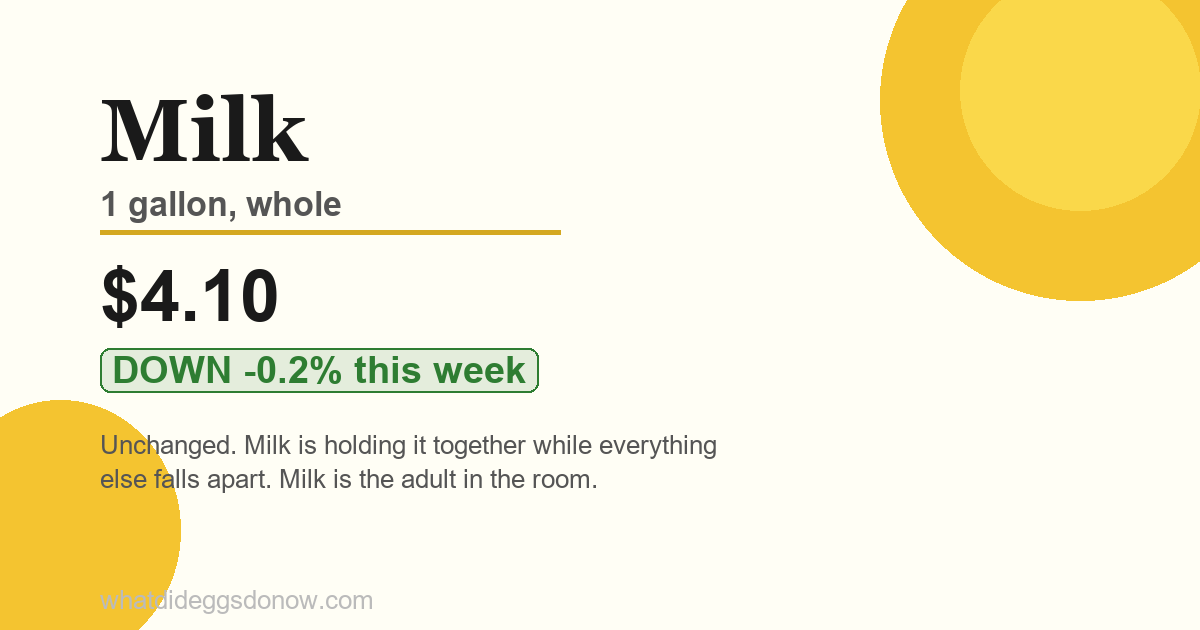 Milk
1 gallon, whole
$4.10
DOWN -0.2% this week
Unchanged. Milk is holding it together while everything
else falls apart. Milk is the adult in the room.
whatdideggsdonow.com